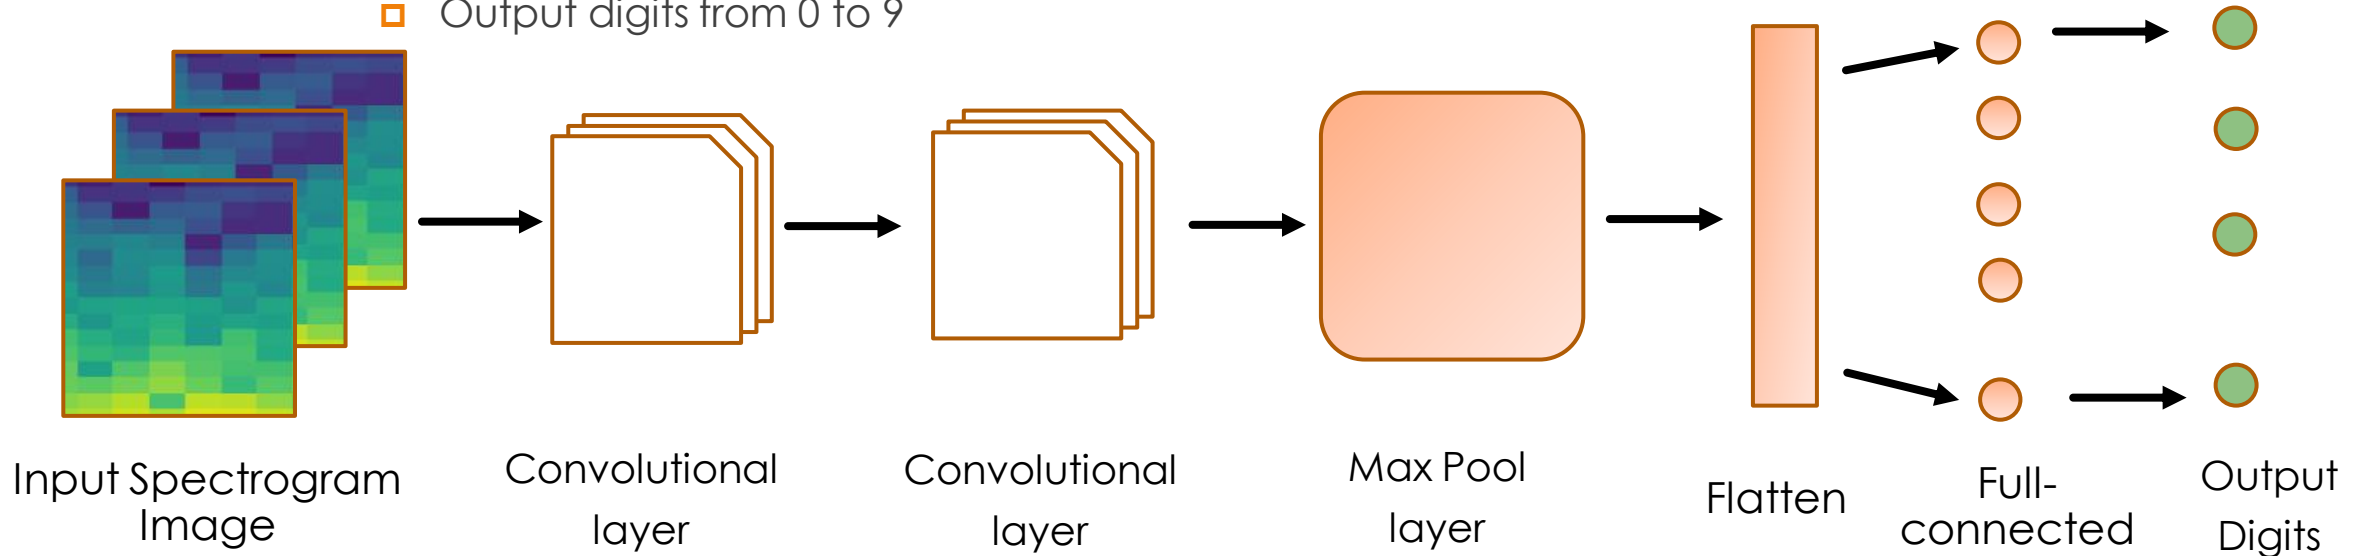 Output digits from 0 to 9
Input Spectrogram
Image
Convolutional
layer
Convolutional
layer
Max Pool
layer
Flatten
Full-
connected
Output
Digits